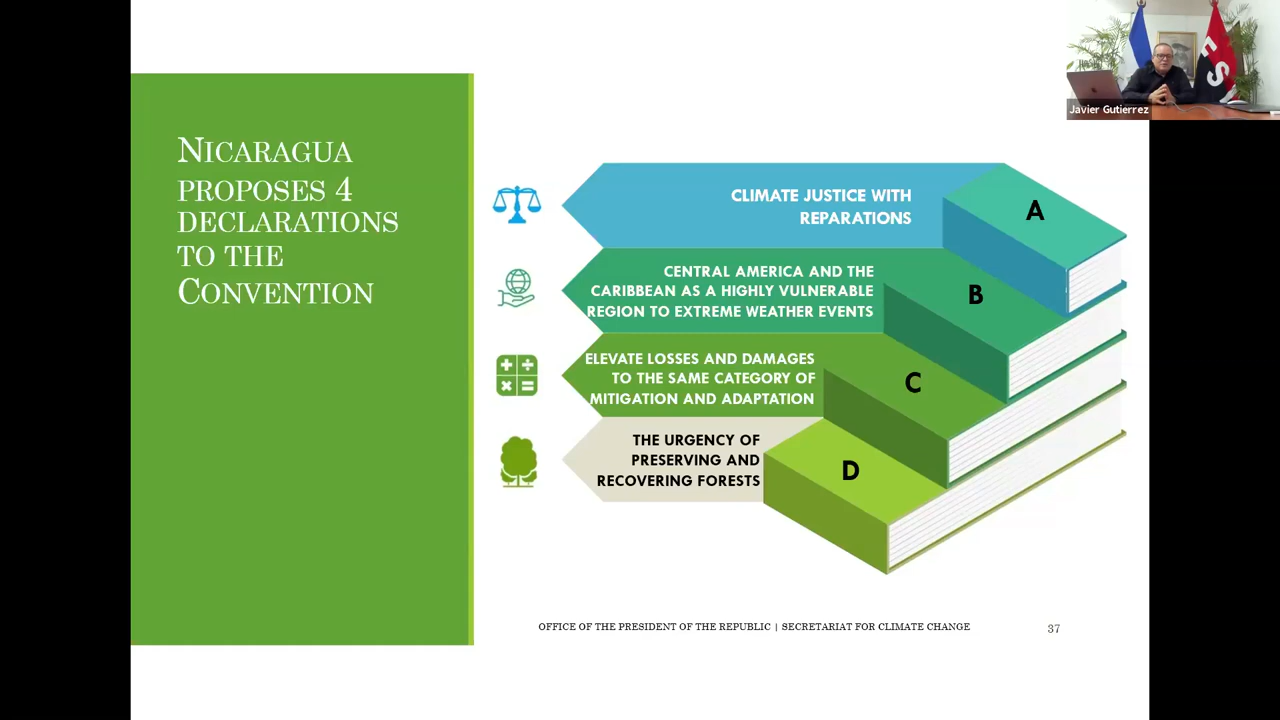 Javier Gutierrez
NICARAGUA
PROPOSES 4
DECLARATIONS
TO THE
CONVENTION
CLIMATE JUSTICE WITH
REPARATIONS
A
CENTRAL AMERICA AND THE
CARIBBEAN AS A HIGHLY VULNERABLE
REGION TO EXTREME WEATHER EVENTS
B
ELEVATE LOSSES AND DAMAGES
TO THE SAME CATEGORY OF
MITIGATION AND ADAPTATION
C
THE URGENCY OF
PRESERVING AND
RECOVERING FORESTS
D
OFFICE OF THE PRESIDENT OF THE REPUBLIC | SECRETARIAT FOR CLIMATE CHANGE
37